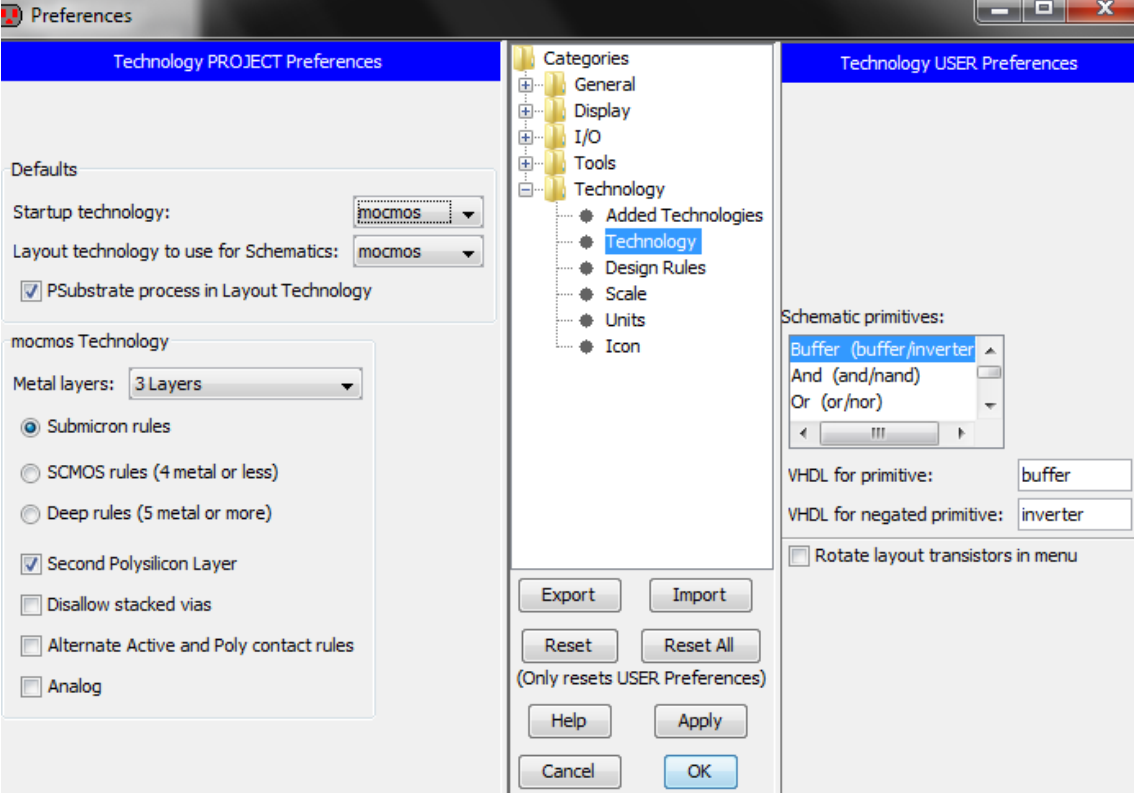 Preferences
Technology PROJECT Preferences
Defaults
Startup technology: mocmos
Layout technology to use for Schematics: mocmos
PSubstrate process in Layout Technology
mocmos Technology
Metal layers: 3 Layers
Submicron rules
SCMOS rules (4 metal or less)
Deep rules (5 metal or more)
Second Polysilicon Layer
Disallow stacked vias
Alternate Active and Poly contact rules
Analog
Categories
General
Display
I/O
Tools
Technology
Added Technologies
Technology
Design Rules
Scale
Units
Icon
Export Import
Reset Reset All
(Only resets USER Preferences)
Help Apply
Cancel OK
Technology USER Preferences
Schematic primitives:
Buffer (buffer/inverter
And (and/nand)
Or (or/nor)
VHDL for primitive: buffer
VHDL for negated primitive: inverter
Rotate layout transistors in menu